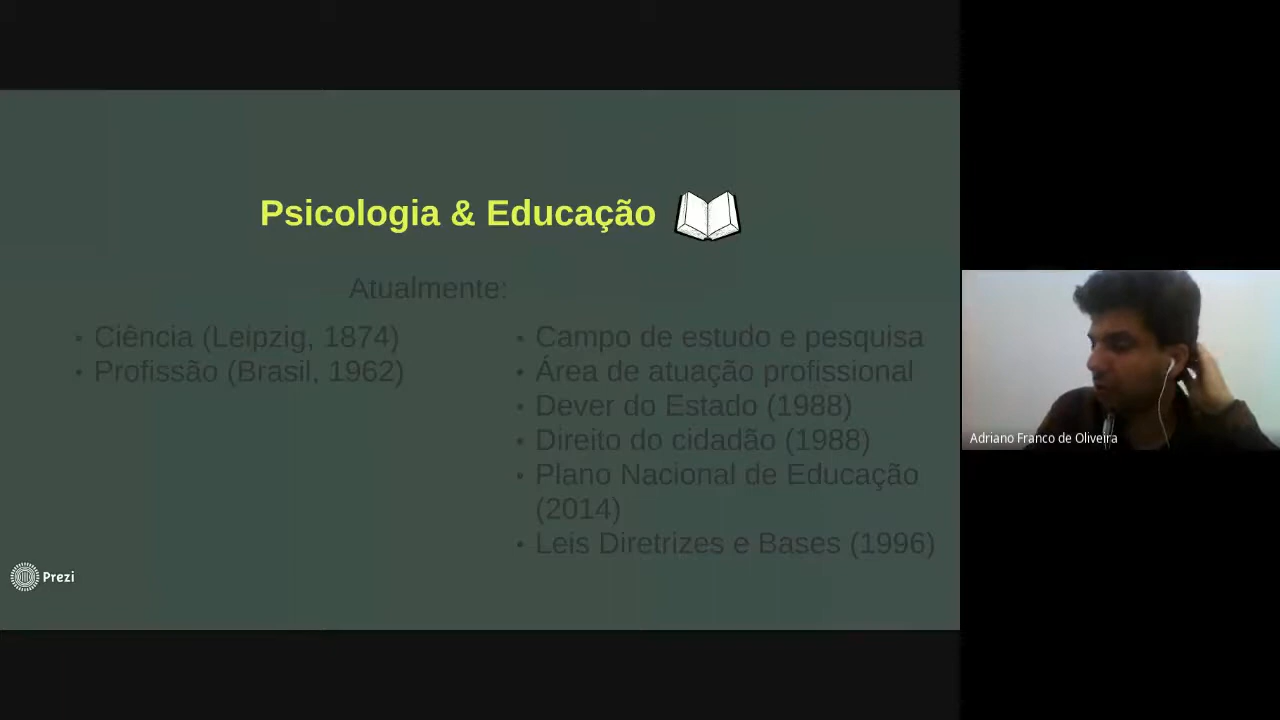 Psicologia & Educação
Atualmente:
• Ciência (Leipzig, 1874)
• Profissão (Brasil, 1962)
• Campo de estudo e pesquisa
• Área de atuação profissional
• Dever do Estado (1988)
• Direito do cidadão (1988)
• Plano Nacional de Educação
(2014)
• Leis Diretrizes e Bases (1996)
Prezi
Adriano Franco de Oliveira